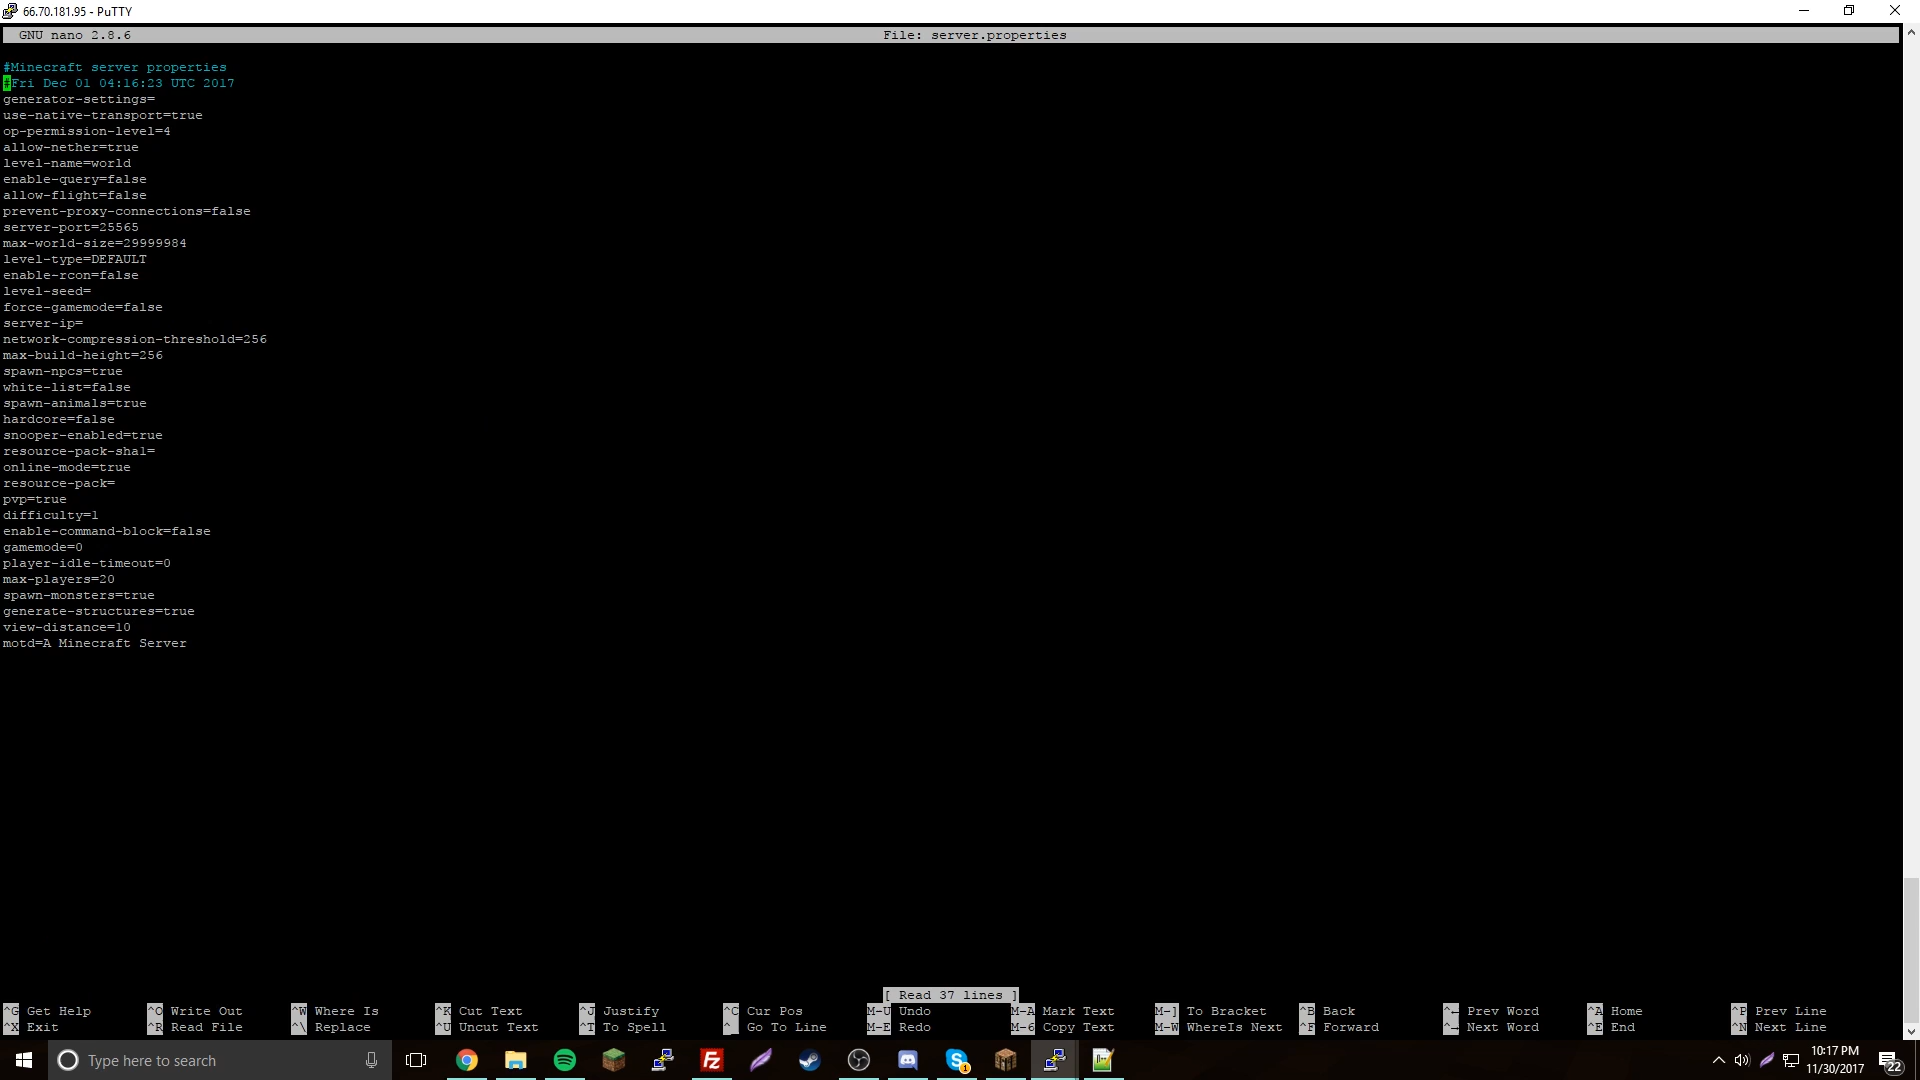 66.70.181.95 - PuTTY
GNU nano 2.8.6 File: server.properties
#Minecraft server properties
#Fri Dec 01 04:16:23 UTC 2017
generator-settings=
use-native-transport=true
op-permission-level=4
allow-nether=true
level-name=world
enable-query=false
allow-flight=false
prevent-proxy-connections=false
server-port=25565
max-world-size=29999984
level-type=DEFAULT
enable-rcon=false
level-seed=
force-gamemode=false
server-ip=
network-compression-threshold=256
max-build-height=256
spawn-npcs=true
white-list=false
spawn-animals=true
hardcore=false
snooper-enabled=true
resource-pack-sha1=
online-mode=true
resource-pack=
pvp=true
difficulty=1
enable-command-block=false
gamemode=0
player-idle-timeout=0
max-players=20
spawn-monsters=true
generate-structures=true
view-distance=10
motd=A Minecraft Server
[ Read 37 lines ]
^G Get Help ^O Write Out ^W Where Is ^K Cut Text ^J Justify ^C Cur Pos M-U Undo M-A Mark Text M-] To Bracket ^B Back ^← Prev Word ^A Home ^P Prev Line
^X Exit ^R Read File ^\ Replace ^U Uncut Text ^T To Spell ^_ Go To Line M-E Redo M-6 Copy Text M-W WhereIs Next ^F Forward ^→ Next Word ^E End ^N Next Line
Type here to search
1
10:17 PM
11/30/2017
22